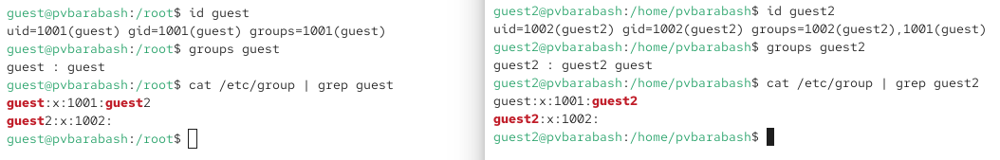 guest@pvbarabash:/root$ id guest
uid=1001(guest) gid=1001(guest) groups=1001(guest)
guest@pvbarabash:/root$ groups guest
guest : guest
guest@pvbarabash:/root$ cat /etc/group | grep guest
guest:x:1001:guest2
guest2:x:1002:
guest@pvbarabash:/root$
guest2@pvbarabash:/home/pvbarabash$ id guest2
uid=1002(guest2) gid=1002(guest2) groups=1002(guest2),1001(guest)
guest2@pvbarabash:/home/pvbarabash$ groups guest2
guest2 : guest2 guest
guest2@pvbarabash:/home/pvbarabash$ cat /etc/group | grep guest2
guest:x:1001:guest2
guest2:x:1002:
guest2@pvbarabash:/home/pvbarabash$